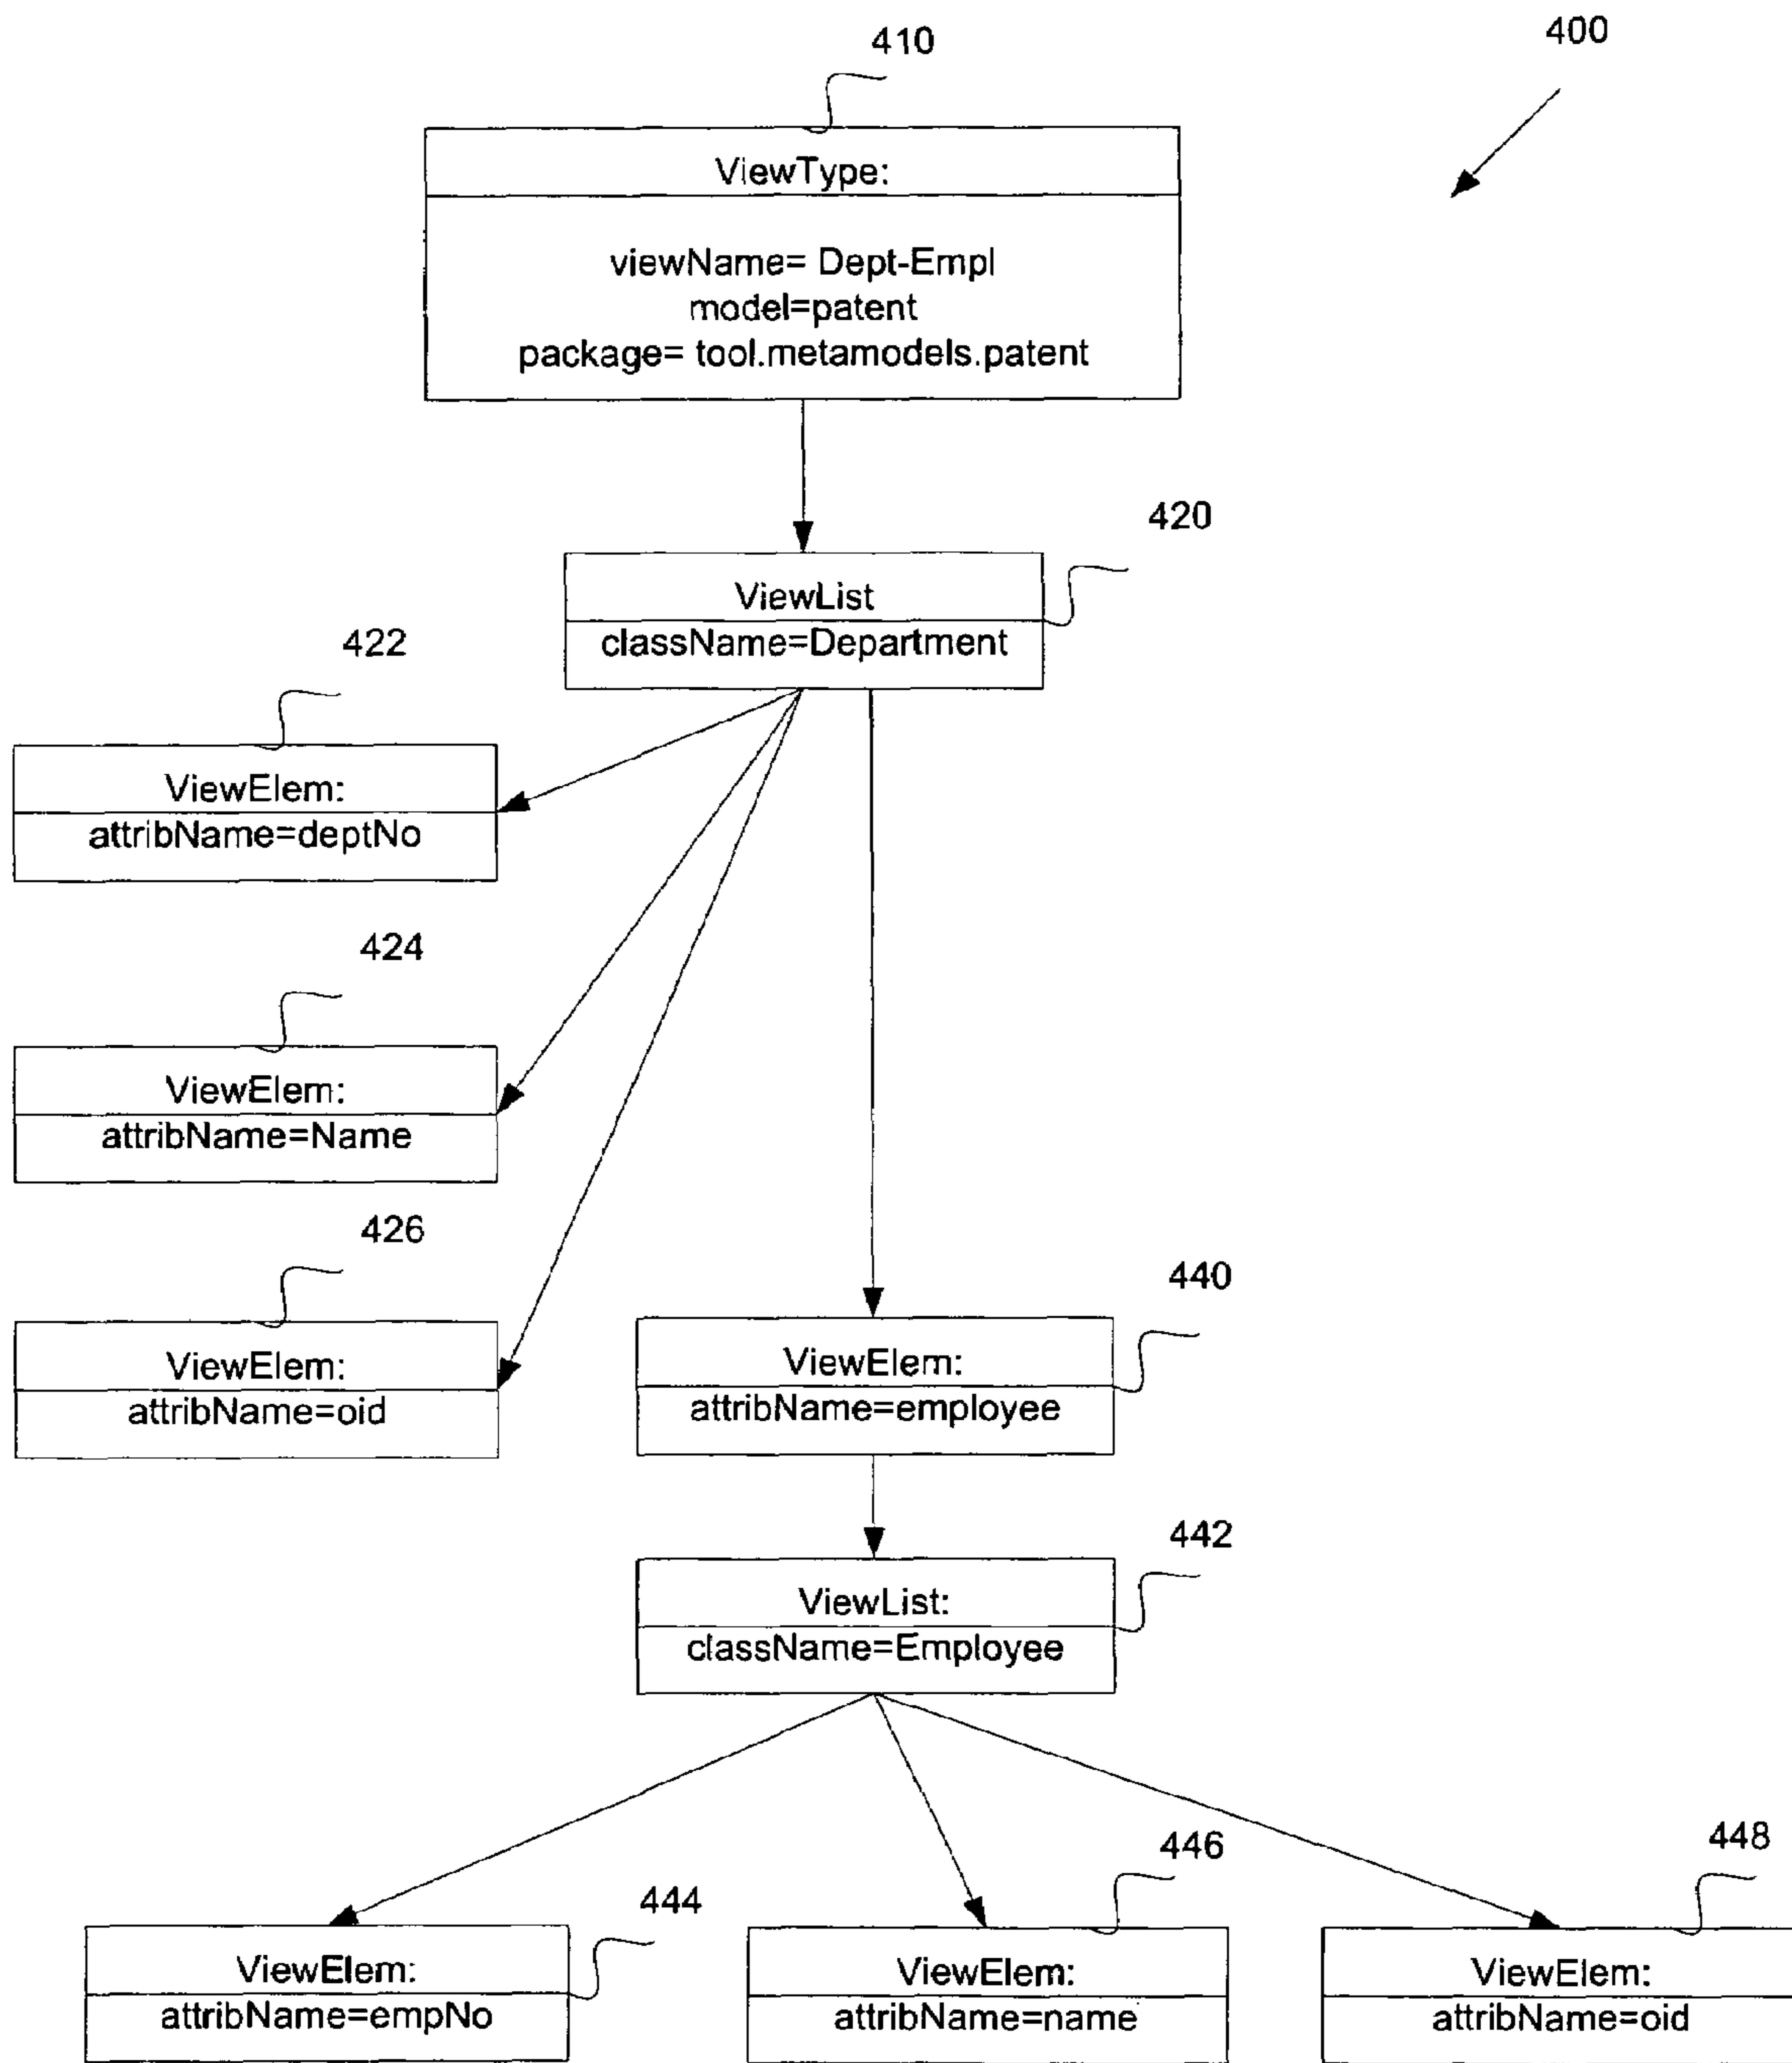 410
400
ViewType:
viewName= Dept-Empl
model=patent
package= tool.metamodels.patent
420
ViewList
className=Department
422
ViewElem:
attribName=deptNo
424
ViewElem:
attribName=Name
426
ViewElem:
attribName=oid
440
ViewElem:
attribName=employee
442
ViewList:
className=Employee
444
ViewElem:
attribName=empNo
446
ViewElem:
attribName=name
448
ViewElem:
attribName=oid